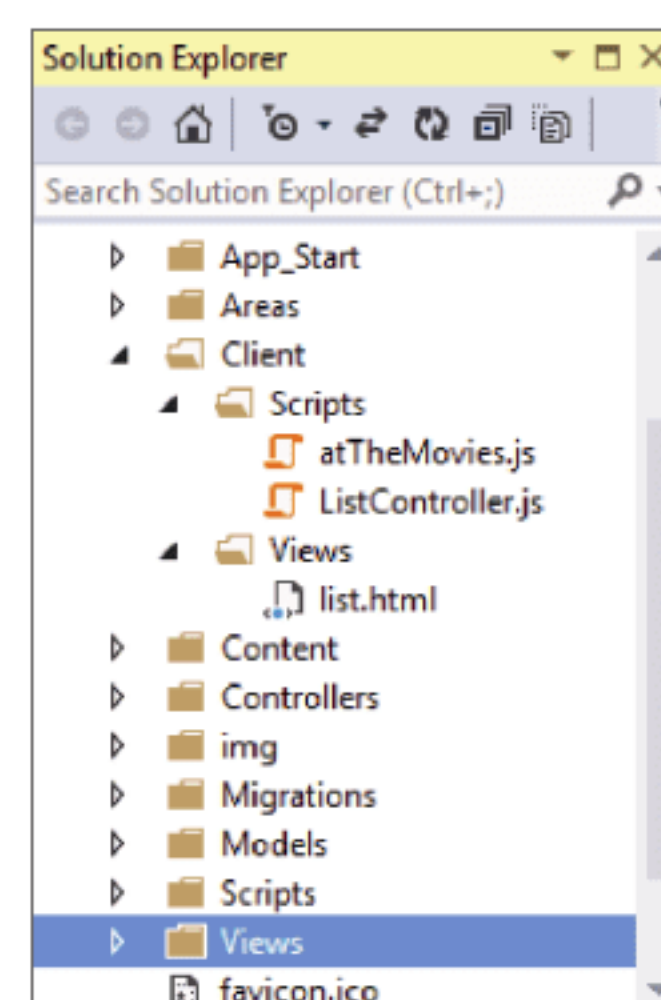 Solution Explorer
Search Solution Explorer (Ctrl+;)
App_Start
Areas
Client
Scripts
atTheMovies.js
ListController.js
Views
list.html
Content
Controllers
img
Migrations
Models
Scripts
Views
favicon.ico